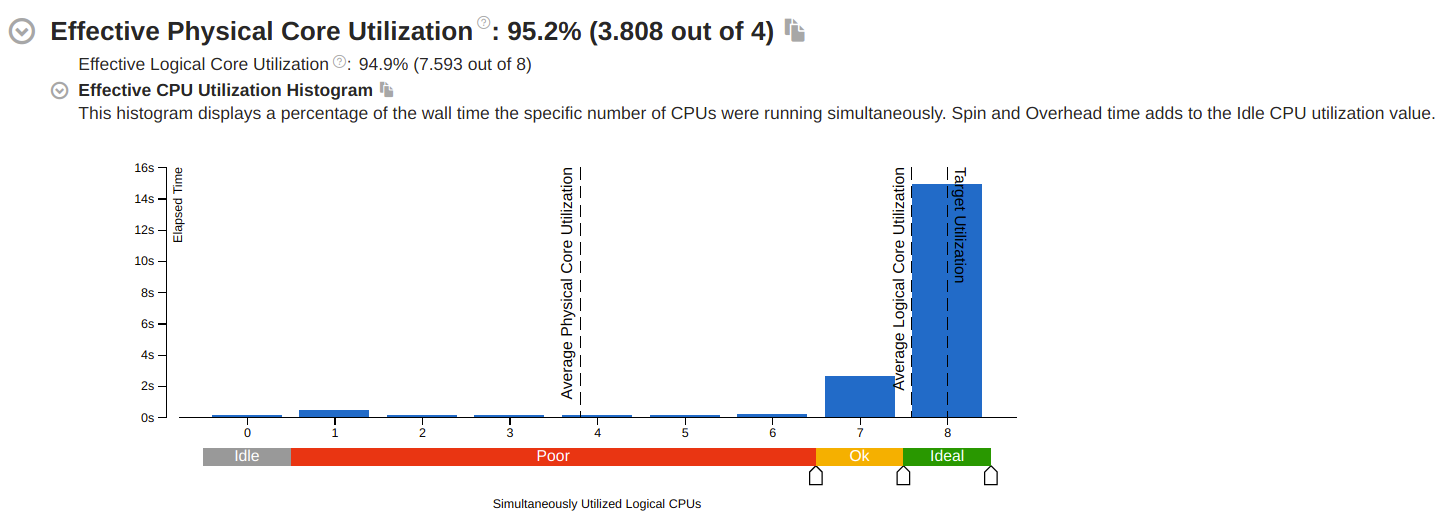 Effective Physical Core Utilization ?: 95.2% (3.808 out of 4)
Effective Logical Core Utilization ?: 94.9% (7.593 out of 8)
Effective CPU Utilization Histogram
This histogram displays a percentage of the wall time the specific number of CPUs were running simultaneously. Spin and Overhead time adds to the Idle CPU utilization value.
16s
14s
12s
10s
8s
6s
4s
2s
0s
Elapsed Time
Average Physical Core Utilization
Average Logical Core Utilization
Target Utilization
0 1 2 3 4 5 6 7 8
Idle Poor Ok Ideal
Simultaneously Utilized Logical CPUs